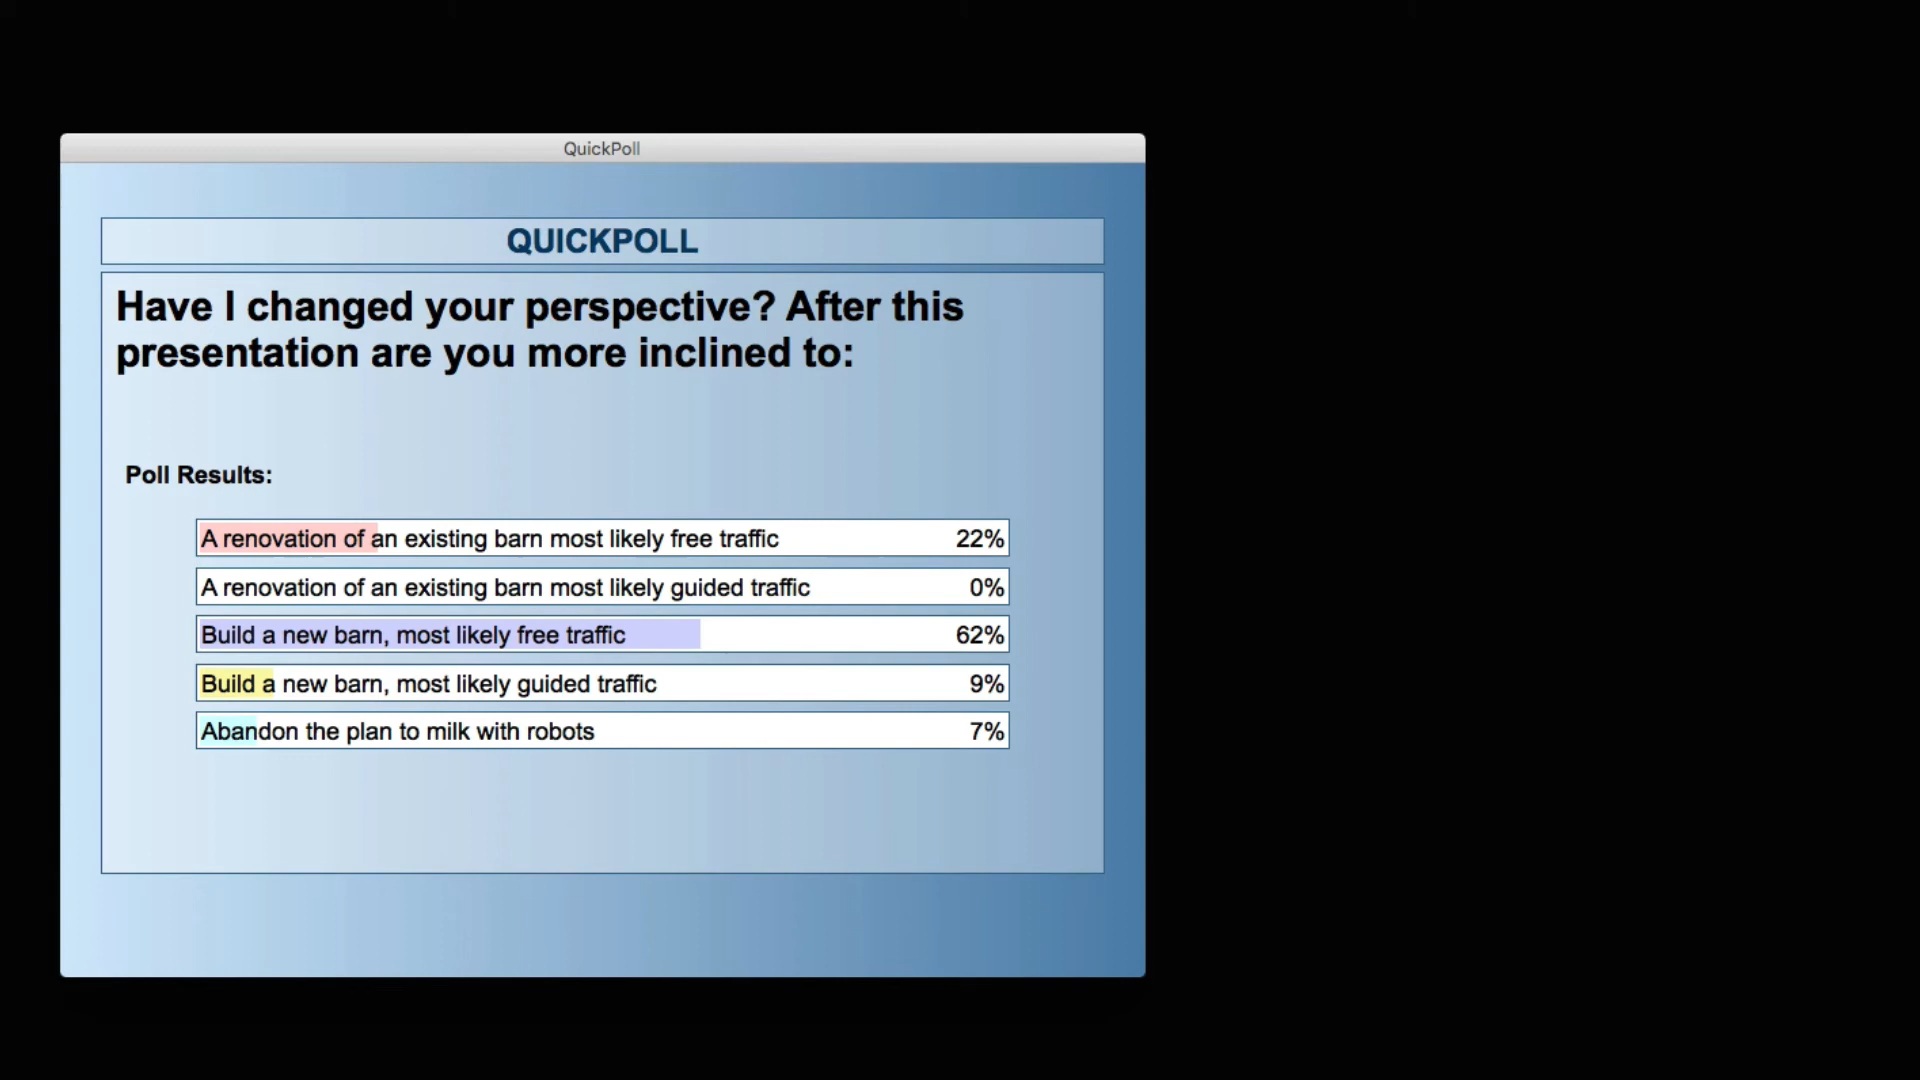 QuickPoll
QUICKPOLL
Have I changed your perspective? After this
presentation are you more inclined to:
Poll Results:
A renovation of an existing barn most likely free traffic 22%
A renovation of an existing barn most likely guided traffic 0%
Build a new barn, most likely free traffic 62%
Build a new barn, most likely guided traffic 9%
Abandon the plan to milk with robots 7%